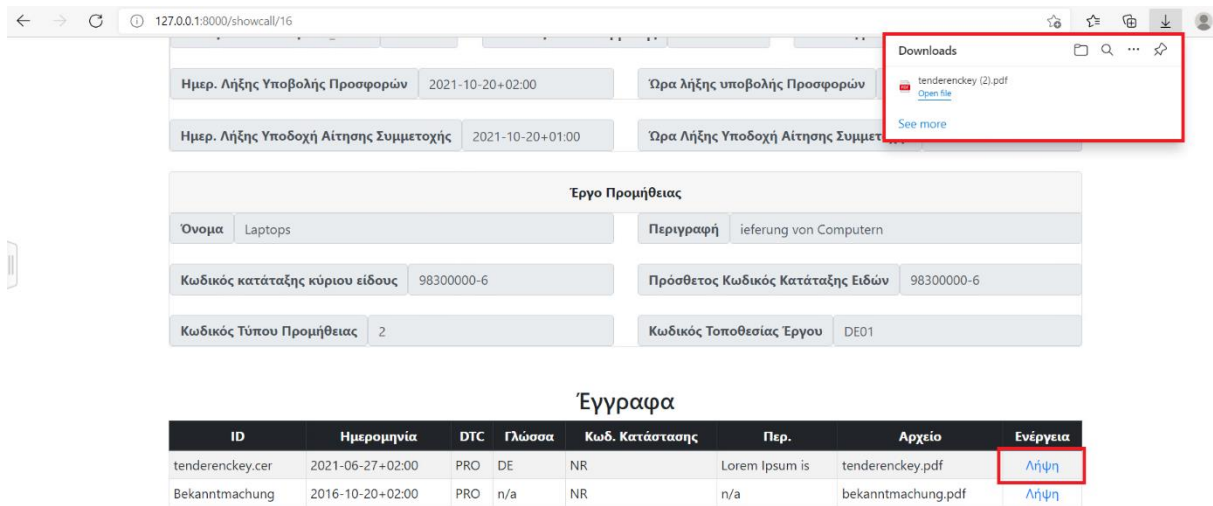 127.0.0.1:8000/showcall/16
Downloads
tenderenckey (2).pdf
Open file
See more
Ημερ. Λήξης Υποβολής Προσφορών 2021-10-20+02:00 Ώρα λήξης υποβολής Προσφορών
Ημερ. Λήξης Υποδοχή Αίτησης Συμμετοχής 2021-10-20+01:00 Ώρα Λήξης Υποδοχή Αίτησης
Έργο Προμήθειας
Όνομα Laptops Περιγραφή ieferung von Computern
Κωδικός κατάταξης κύριου είδους 98300000-6 Πρόσθετος Κωδικός Κατάταξης Ειδών 98300000-6
Κωδικός Τύπου Προμήθειας 2 Κωδικός Τοποθεσίας Έργου DE01
Έγγραφα
ID Ημερομηνία DTC Γλώσσα Κωδ. Κατάστασης Περ. Αρχείο Ενέργεια
tenderenckey.cer 2021-06-27+02:00 PRO DE NR Lorem Ipsum is tenderenckey.pdf Λήψη
Bekanntmachung 2016-10-20+02:00 PRO n/a NR n/a bekanntmachung.pdf Λήψη